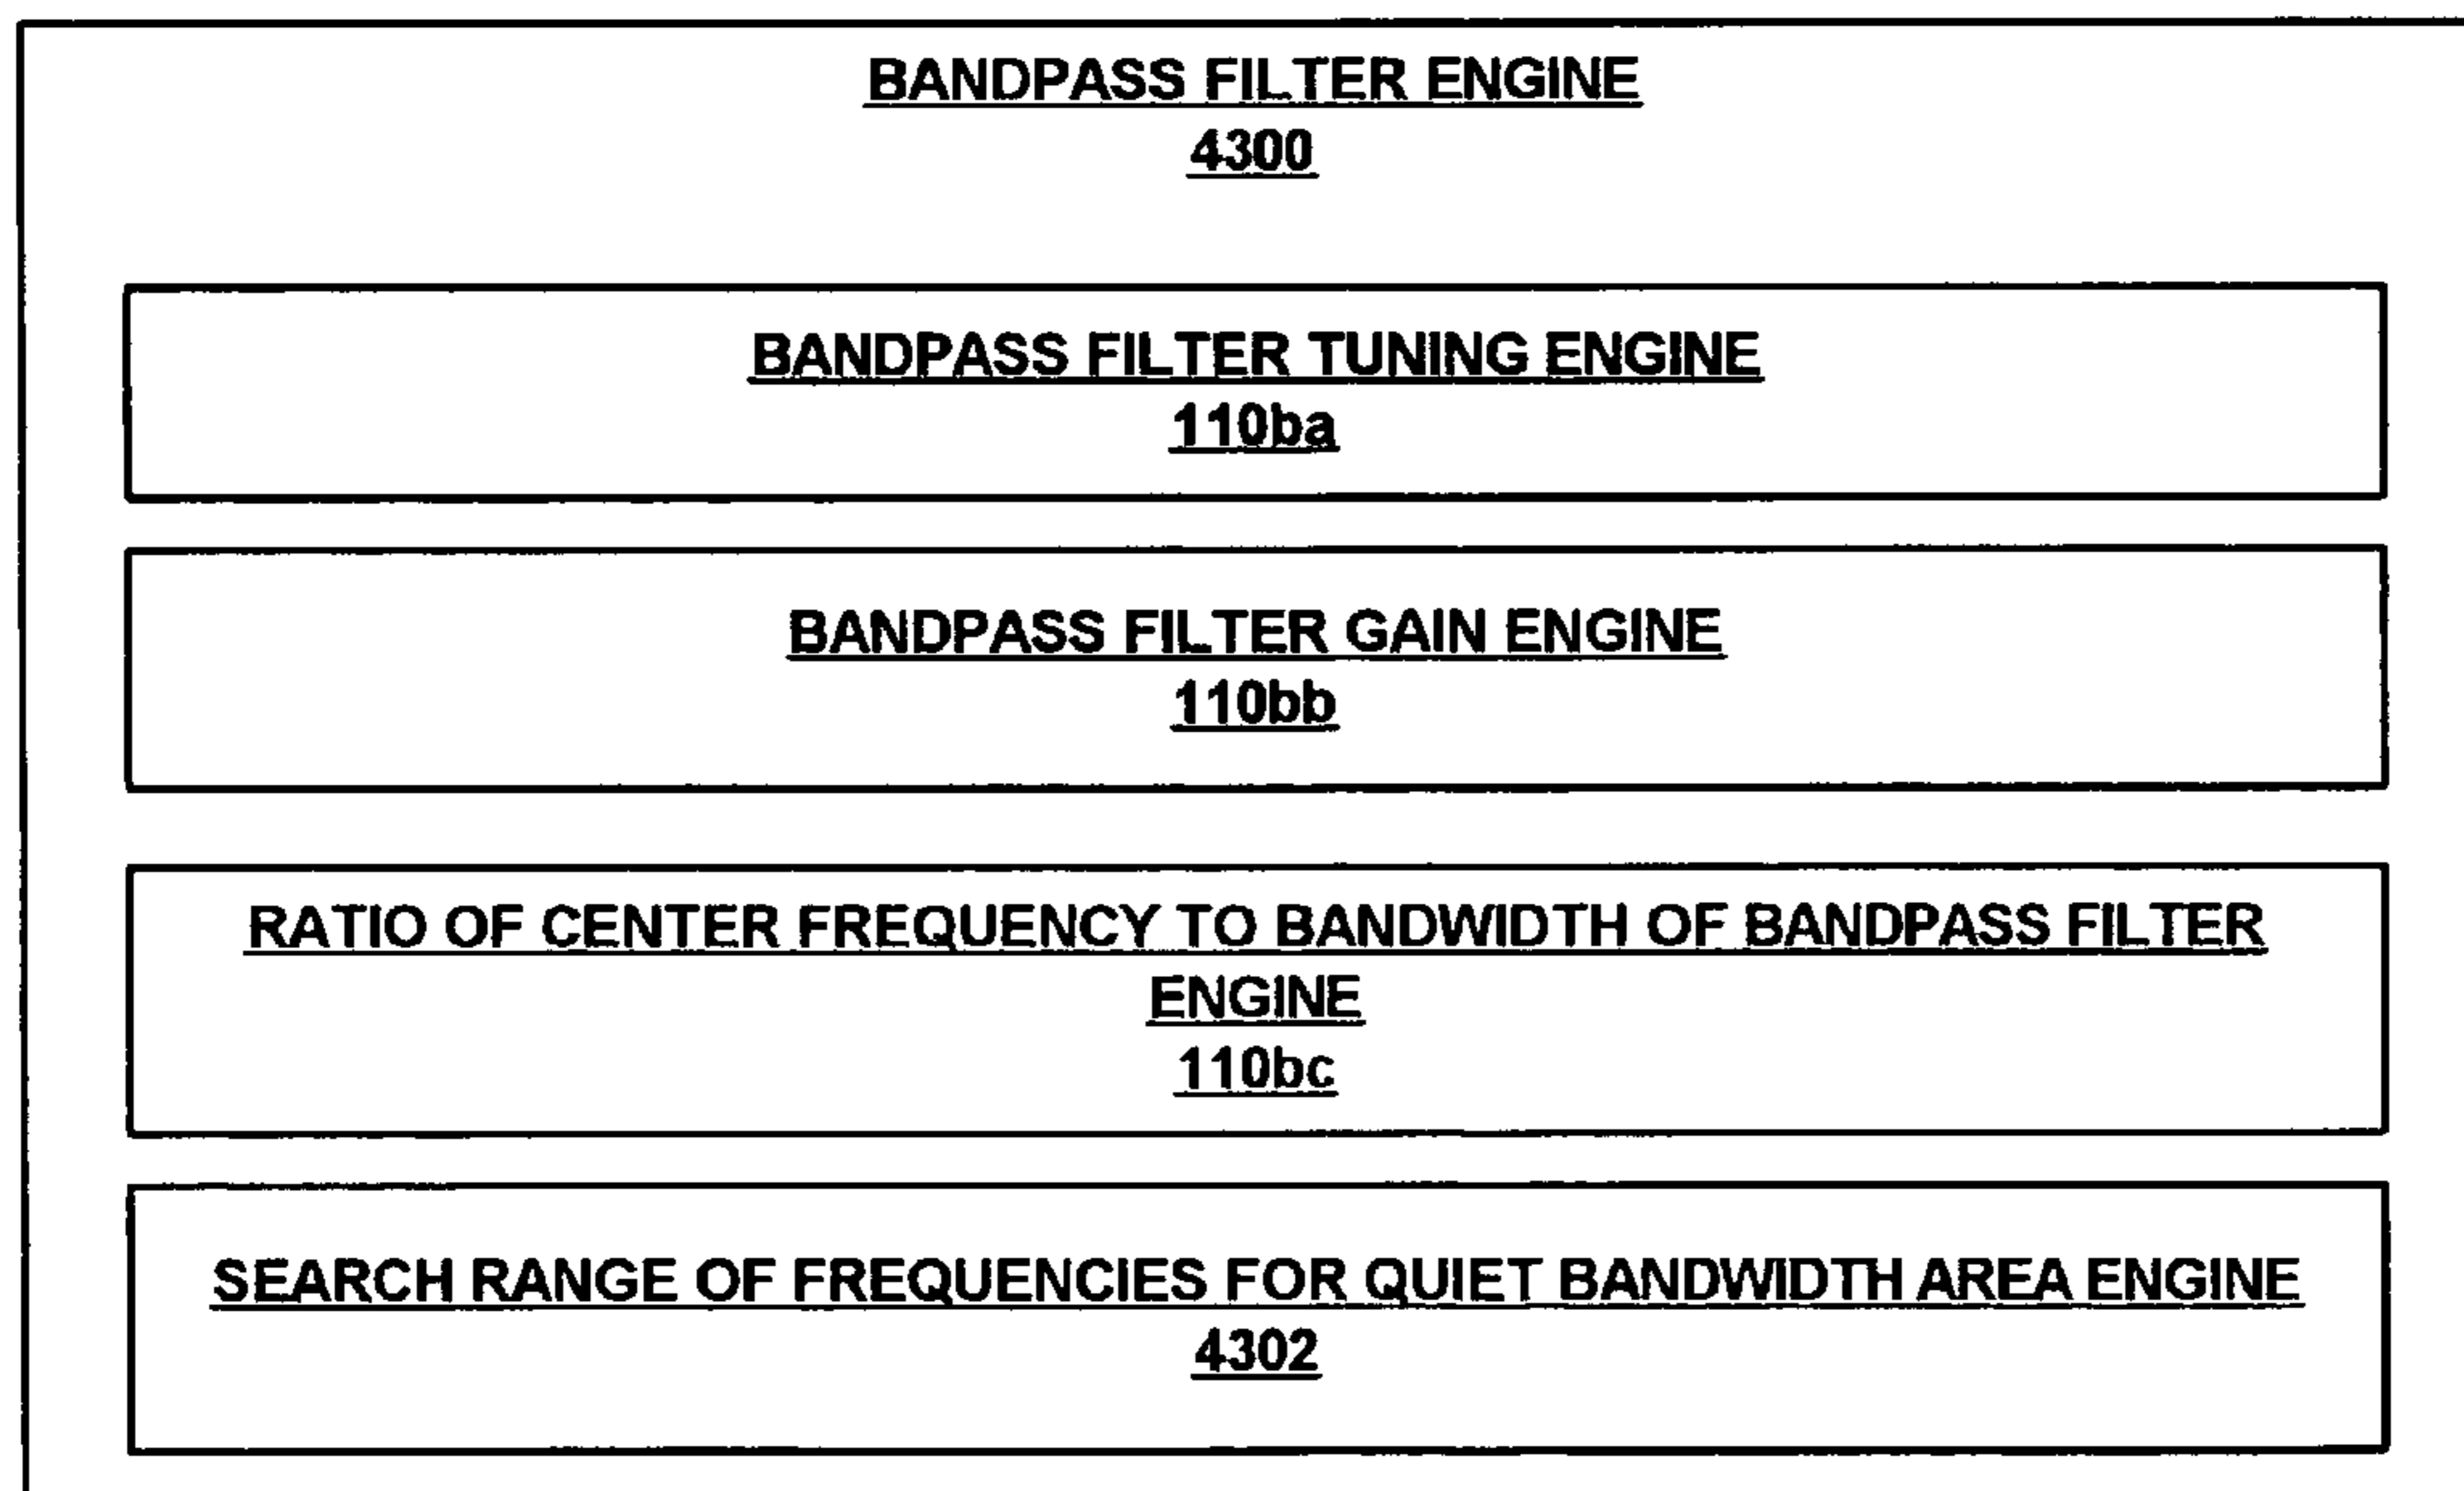 BANDPASS FILTER ENGINE
4300
BANDPASS FILTER TUNING ENGINE
110ba
BANDPASS FILTER GAIN ENGINE
110bb
RATIO OF CENTER FREQUENCY TO BANDWIDTH OF BANDPASS FILTER
ENGINE
110bc
SEARCH RANGE OF FREQUENCIES FOR QUIET BANDWIDTH AREA ENGINE
4302